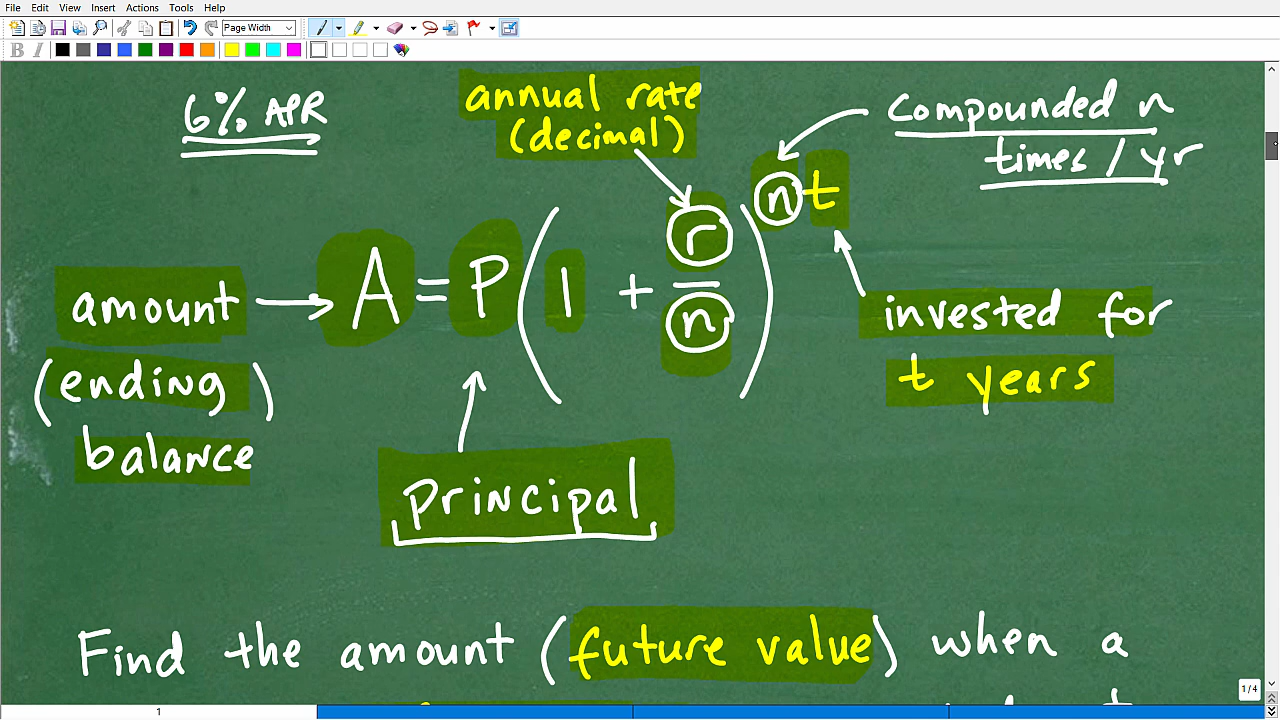 File Edit View Insert Actions Tools Help
Page Width
B I
6% APR
annual rate
(decimal)
compounded n
times / yr
A = P ( 1 + r/n ) nt
amount
(ending)
balance
invested for
t years
principal
Find the amount (future value) when a
1/4
1